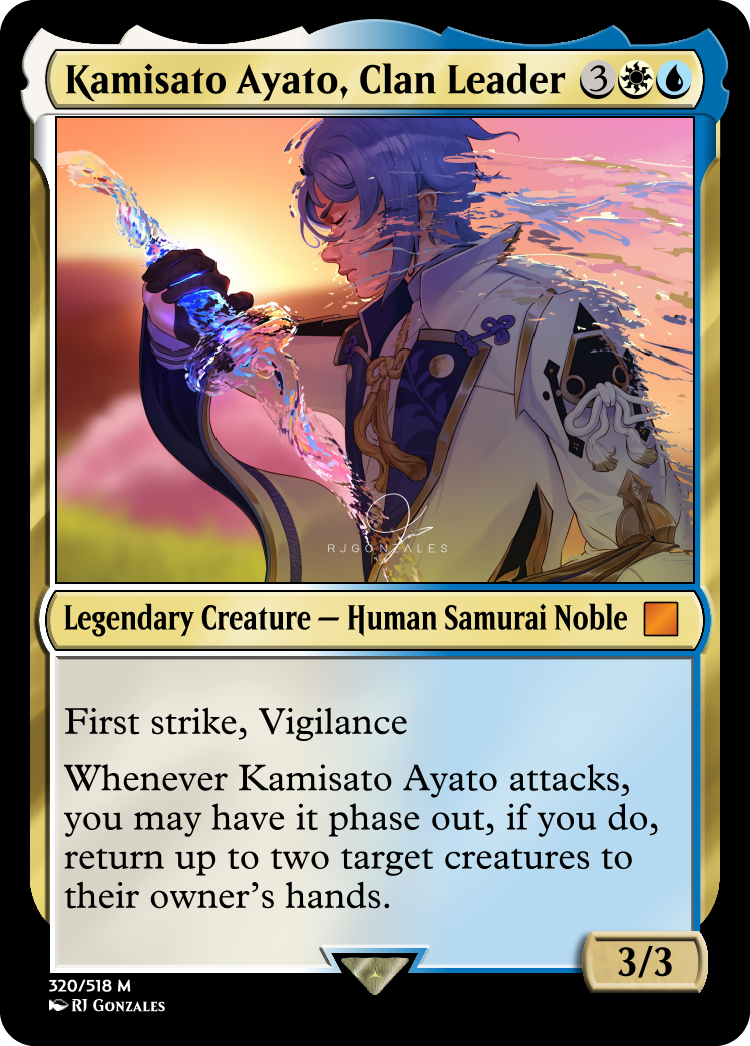 Kamisato Ayato, Clan Leader 3
RJGONZALES
Legendary Creature — Human Samurai Noble
First strike, Vigilance
Whenever Kamisato Ayato attacks,
you may have it phase out, if you do,
return up to two target creatures to
their owner's hands.
3/3
320/518 M
RJ Gonzales